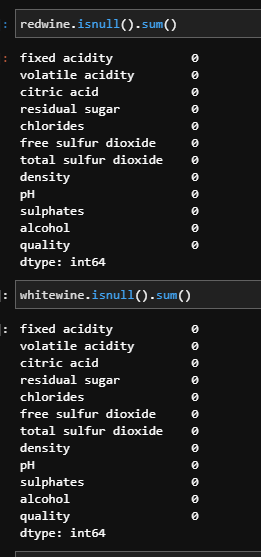 : redwine.isnull().sum()
: fixed acidity 0
volatile acidity 0
citric acid 0
residual sugar 0
chlorides 0
free sulfur dioxide 0
total sulfur dioxide 0
density 0
pH 0
sulphates 0
alcohol 0
quality 0
dtype: int64
]: whitewine.isnull().sum()
]: fixed acidity 0
volatile acidity 0
citric acid 0
residual sugar 0
chlorides 0
free sulfur dioxide 0
total sulfur dioxide 0
density 0
pH 0
sulphates 0
alcohol 0
quality 0
dtype: int64